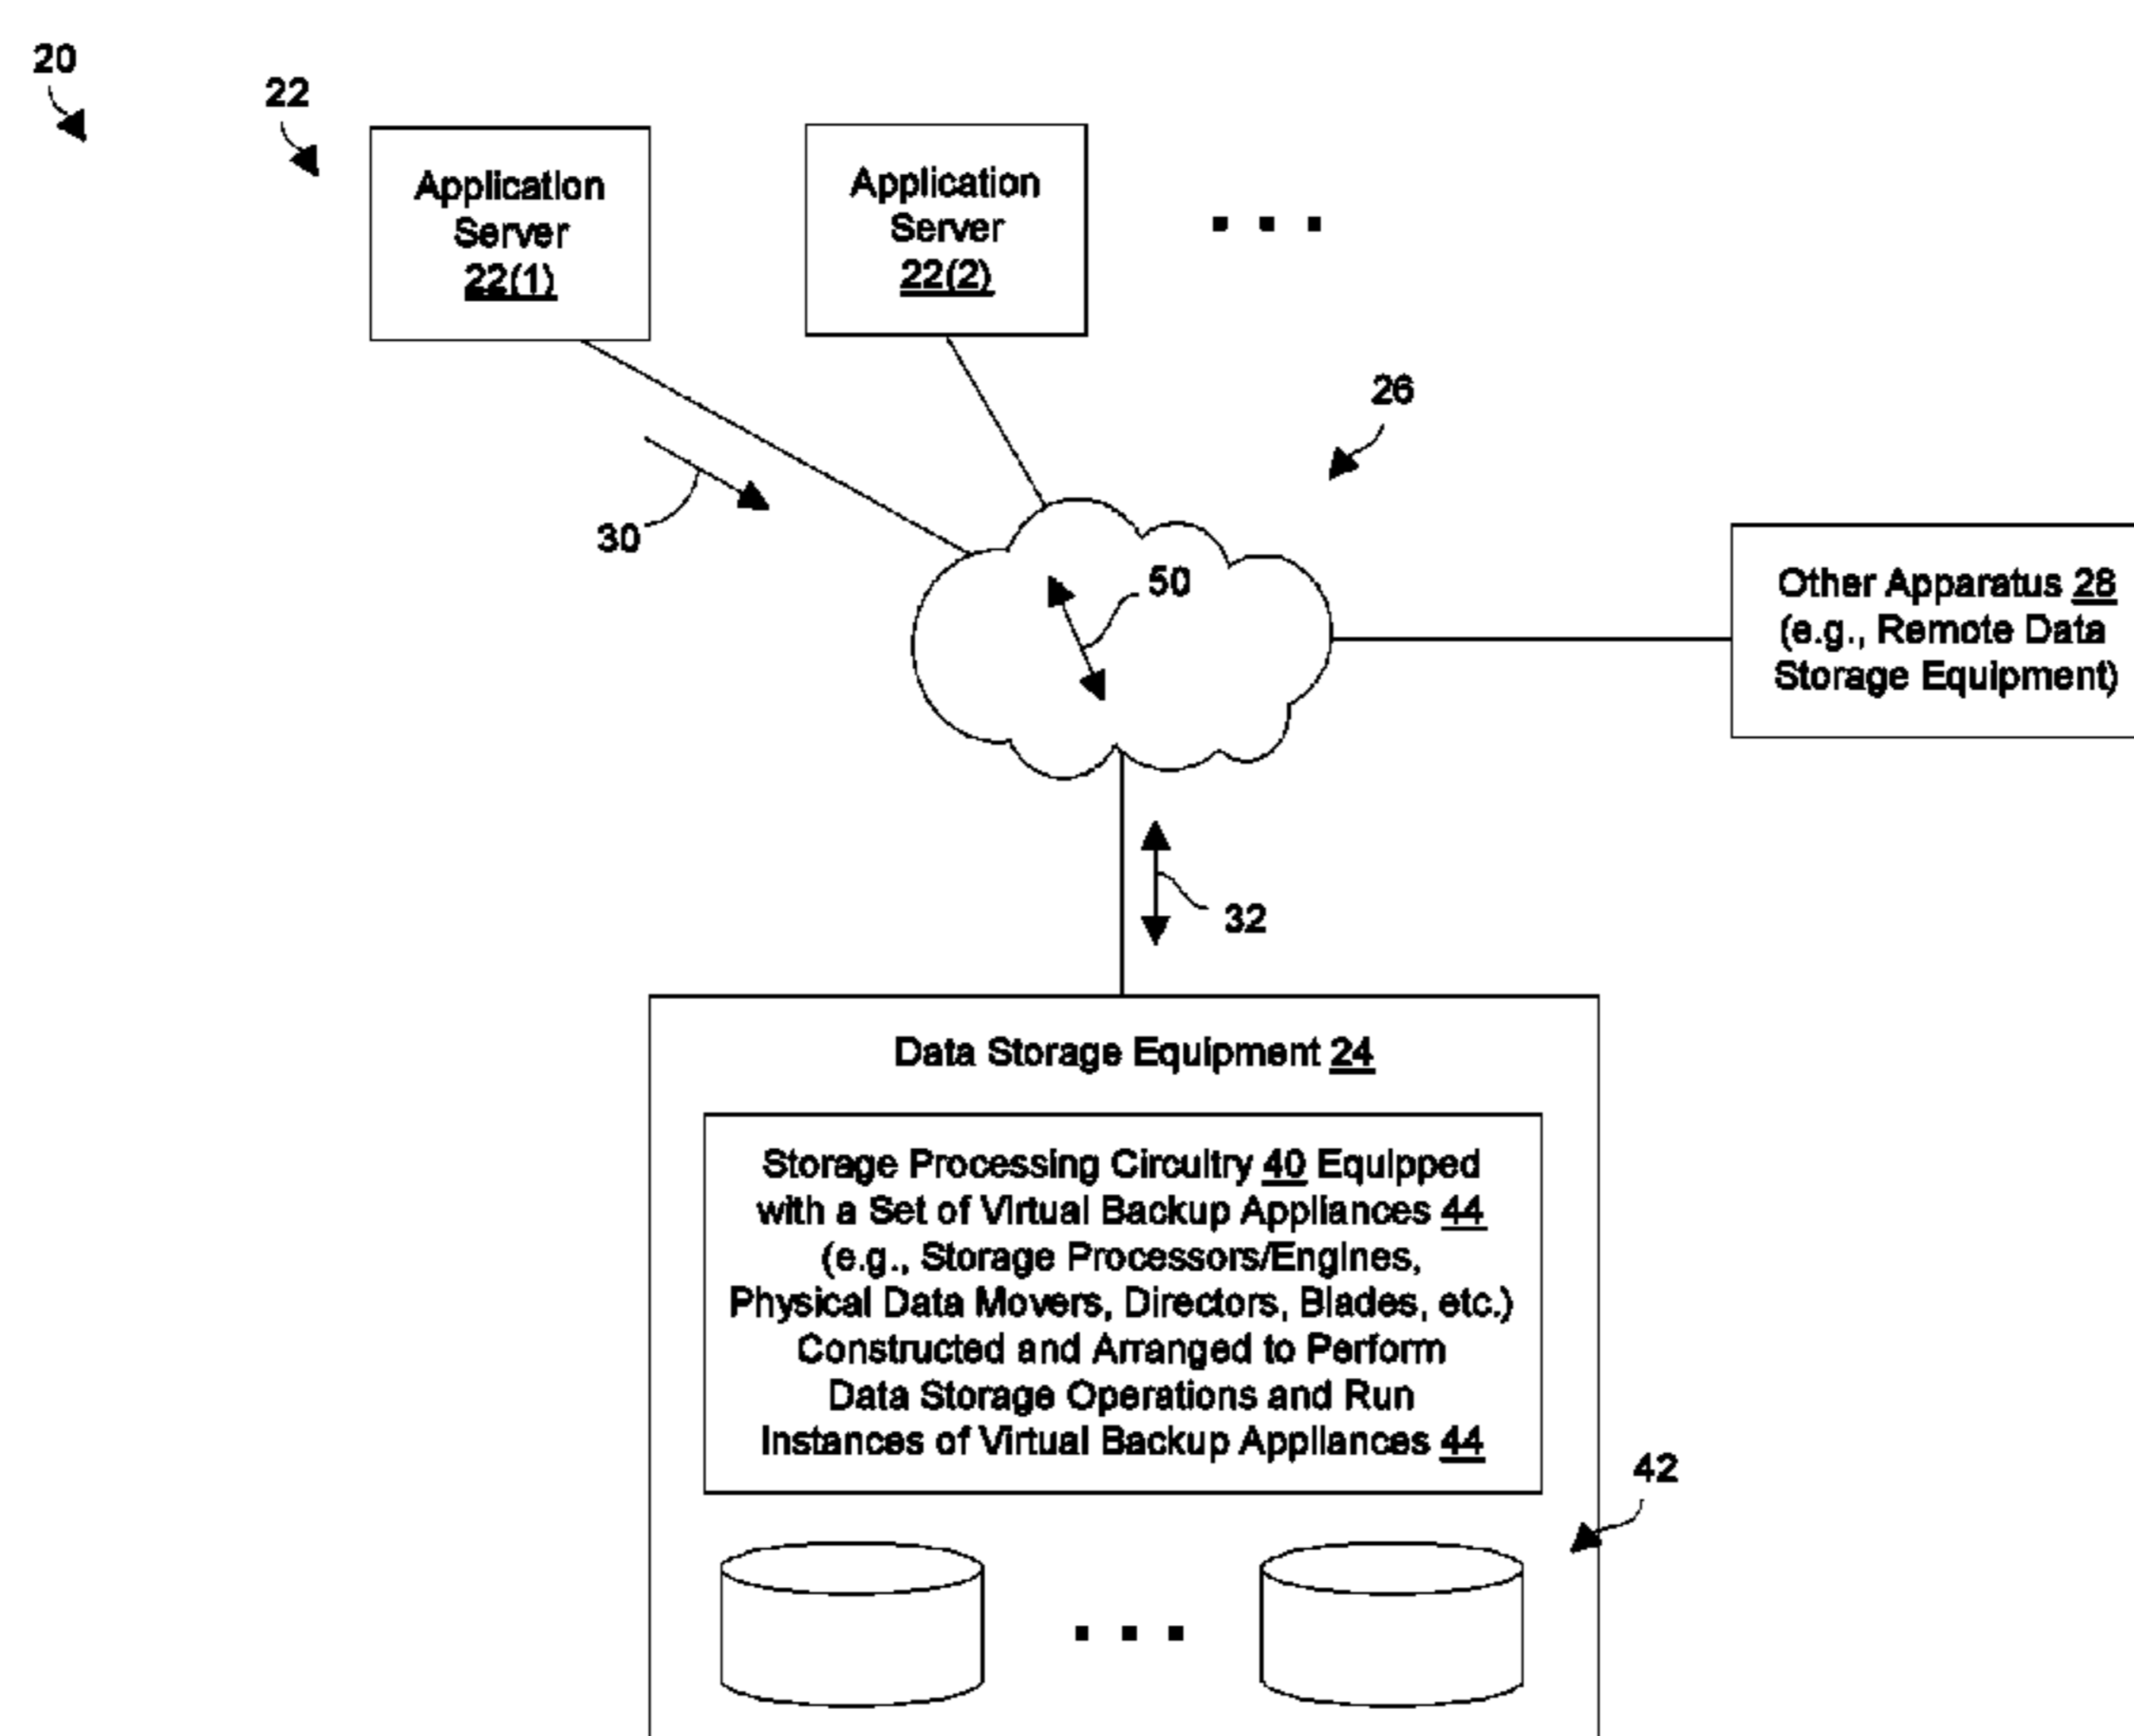 20
22
Application
Server
22(1)
Application
Server
22(2)
26
30
50
Other Apparatus 28
(e.g., Remote Data
Storage Equipment)
32
Data Storage Equipment 24
Storage Processing Circuitry 40 Equipped
with a Set of Virtual Backup Appliances 44
(e.g., Storage Processors/Engines,
Physical Data Movers, Directors, Blades, etc.)
Constructed and Arranged to Perform
Data Storage Operations and Run
Instances of Virtual Backup Appliances 44
42